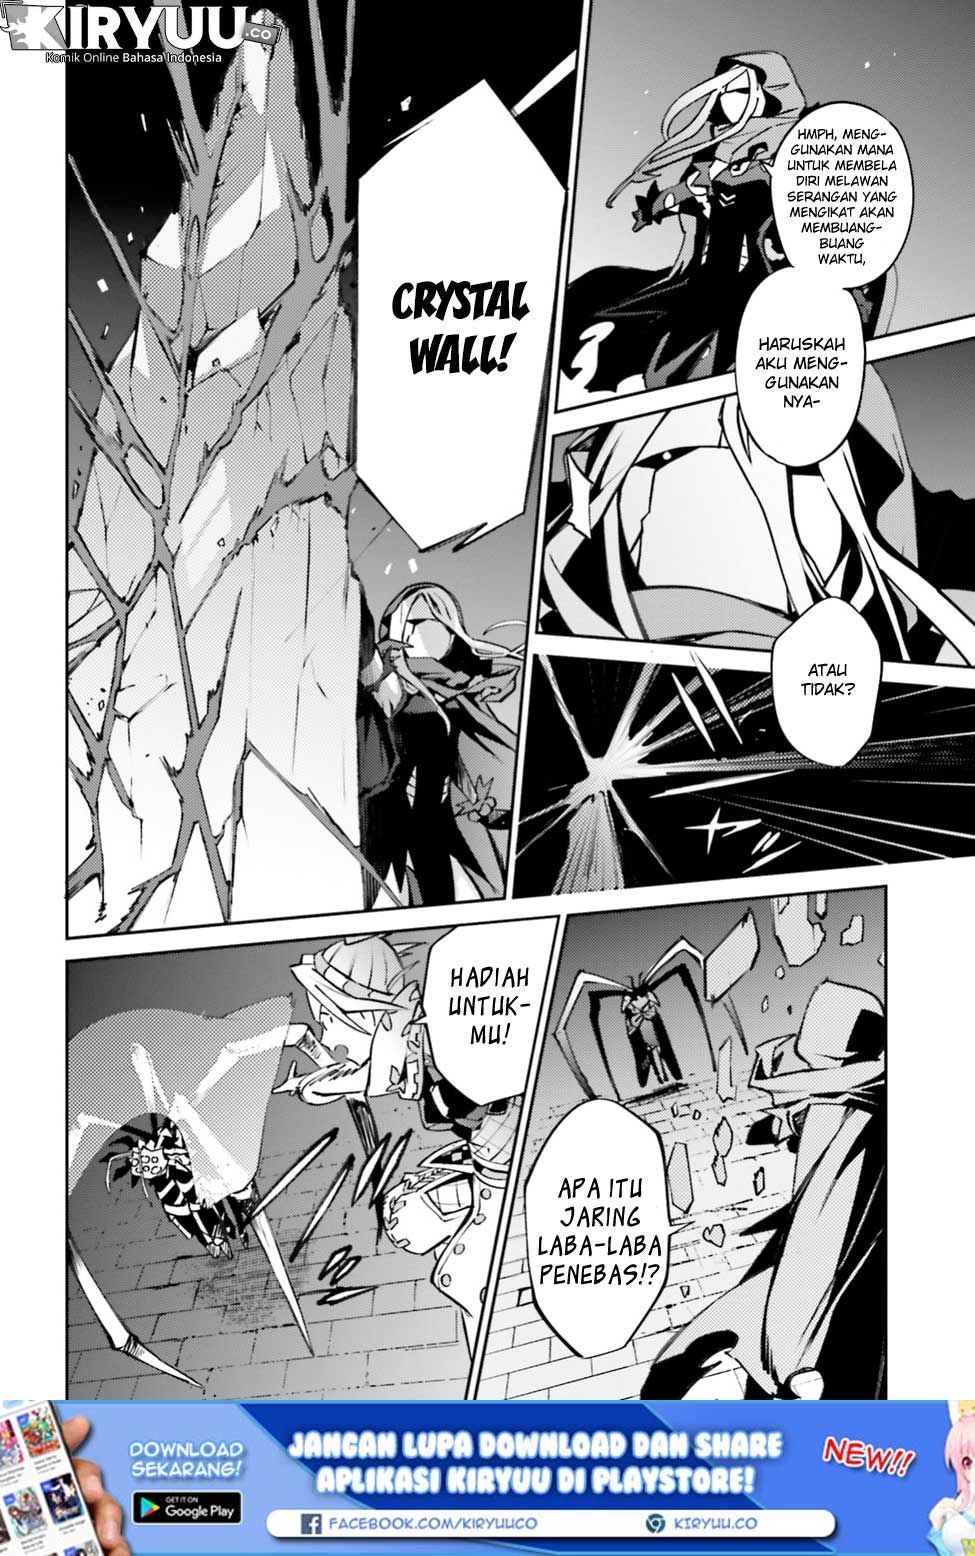 KIRYUU.CO
Komik Online Bahasa Indonesia
HMPH, MENG-
GUNAKAN MANA
UNTUK MEMBELA
DIRI MELAWAN
SERANGAN YANG
MENGIKAT AKAN
MEMBUANG-
BUANG
WAKTU,
HARUSKAH
AKU MENG-
GUNAKAN
NYA-
ATAU
TIDAK?
CRYSTAL
WALL!
APA ITU
JARING
LABA-LABA
PENEBAS!?
HADIAH
UNTUK-
MU!
DOWNLOAD
SEKARANG!
GET IT ON
Google Play
JANGAN LUPA DOWNLOAD DAN SHARE
APLIKASI KIRYUU DI PLAYSTORE!
NEW!!
FACEBOOK.COM/KIRYUUCO
KIRYUU.CO